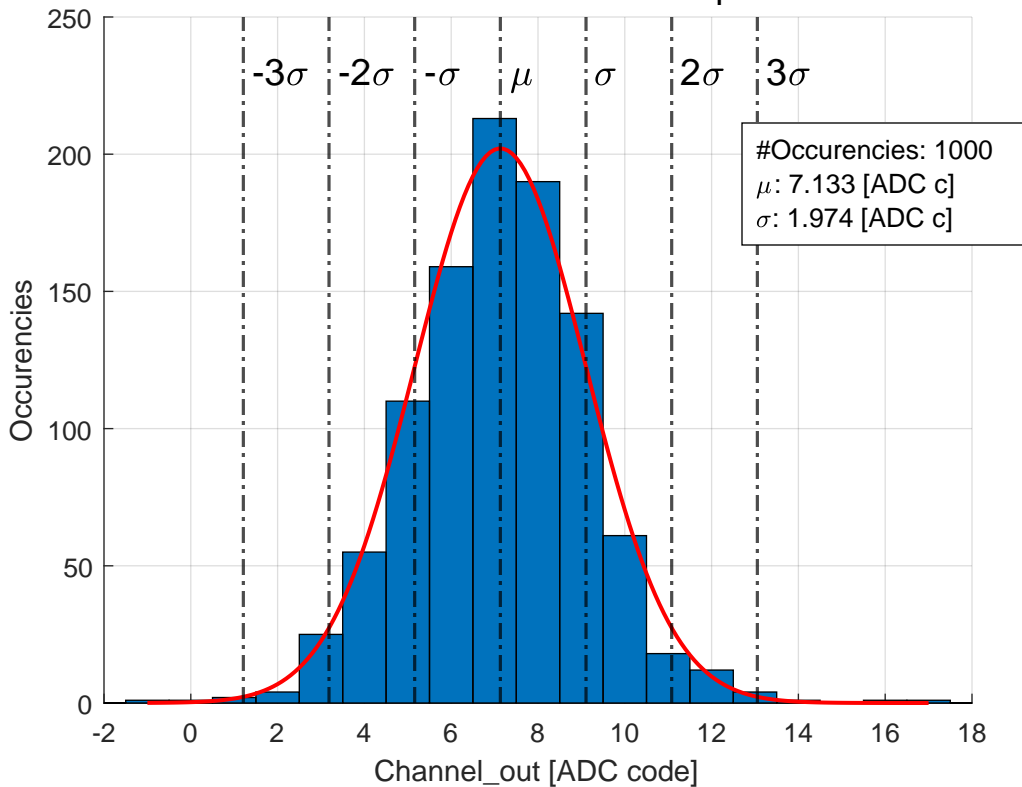 250
200
150
100
50
0
-3σ -2σ -σ μ σ 2σ 3σ
#Occurencies: 1000
μ: 7.133 [ADC c]
σ: 1.974 [ADC c]
Occurencies
-2 0 2 4 6 8 10 12 14 16 18
Channel_out [ADC code]